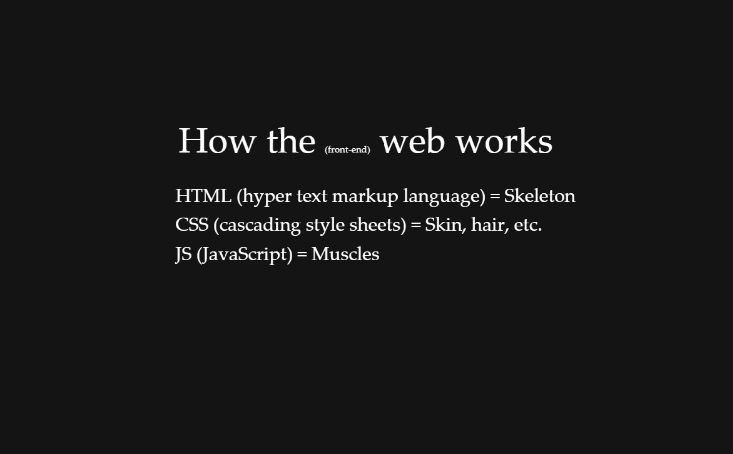 How the (front-end) web works
HTML (hyper text markup language) = Skeleton
CSS (cascading style sheets) = Skin, hair, etc.
JS (JavaScript) = Muscles